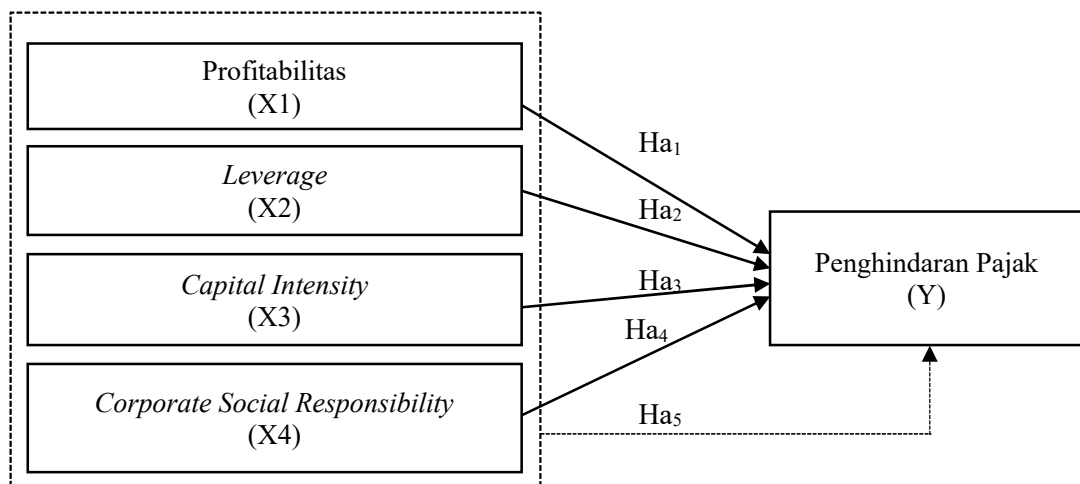 Profitabilitas
(X1)
Leverage
(X2)
Capital Intensity
(X3)
Corporate Social Responsibility
(X4)
Ha₁
Ha₂
Ha₃
Ha₄
Ha₅
Penghindaran Pajak
(Y)